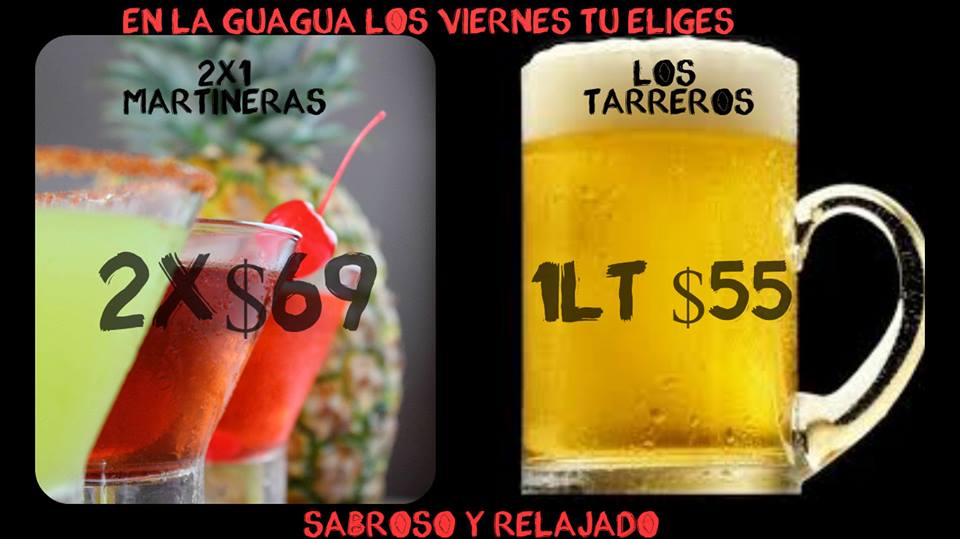 EN LA GUAGUA LOS VIERNES TU ELIGES
2X1
MARTINERAS
2X $69
LOS
TARREROS
1LT $55
SABROSO Y RELAJADO